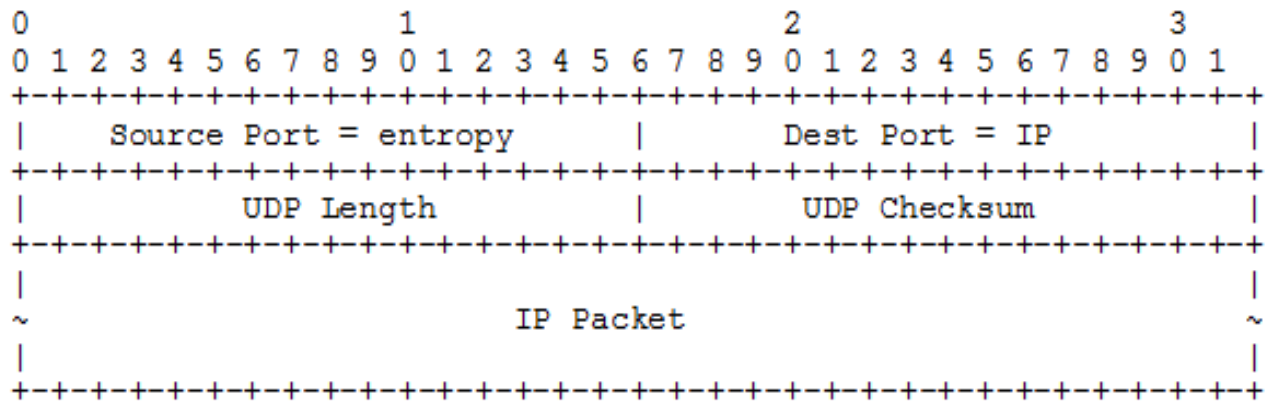 0                   1                   2                   3
0 1 2 3 4 5 6 7 8 9 0 1 2 3 4 5 6 7 8 9 0 1 2 3 4 5 6 7 8 9 0 1
+-+-+-+-+-+-+-+-+-+-+-+-+-+-+-+-+-+-+-+-+-+-+-+-+-+-+-+-+-+-+-+-+
|    Source Port = entropy      |       Dest Port = IP          |
+-+-+-+-+-+-+-+-+-+-+-+-+-+-+-+-+-+-+-+-+-+-+-+-+-+-+-+-+-+-+-+-+
|           UDP Length          |        UDP Checksum           |
+-+-+-+-+-+-+-+-+-+-+-+-+-+-+-+-+-+-+-+-+-+-+-+-+-+-+-+-+-+-+-+-+
|                                                               |
~                         IP Packet                             ~
|                                                               |
+-+-+-+-+-+-+-+-+-+-+-+-+-+-+-+-+-+-+-+-+-+-+-+-+-+-+-+-+-+-+-+-+